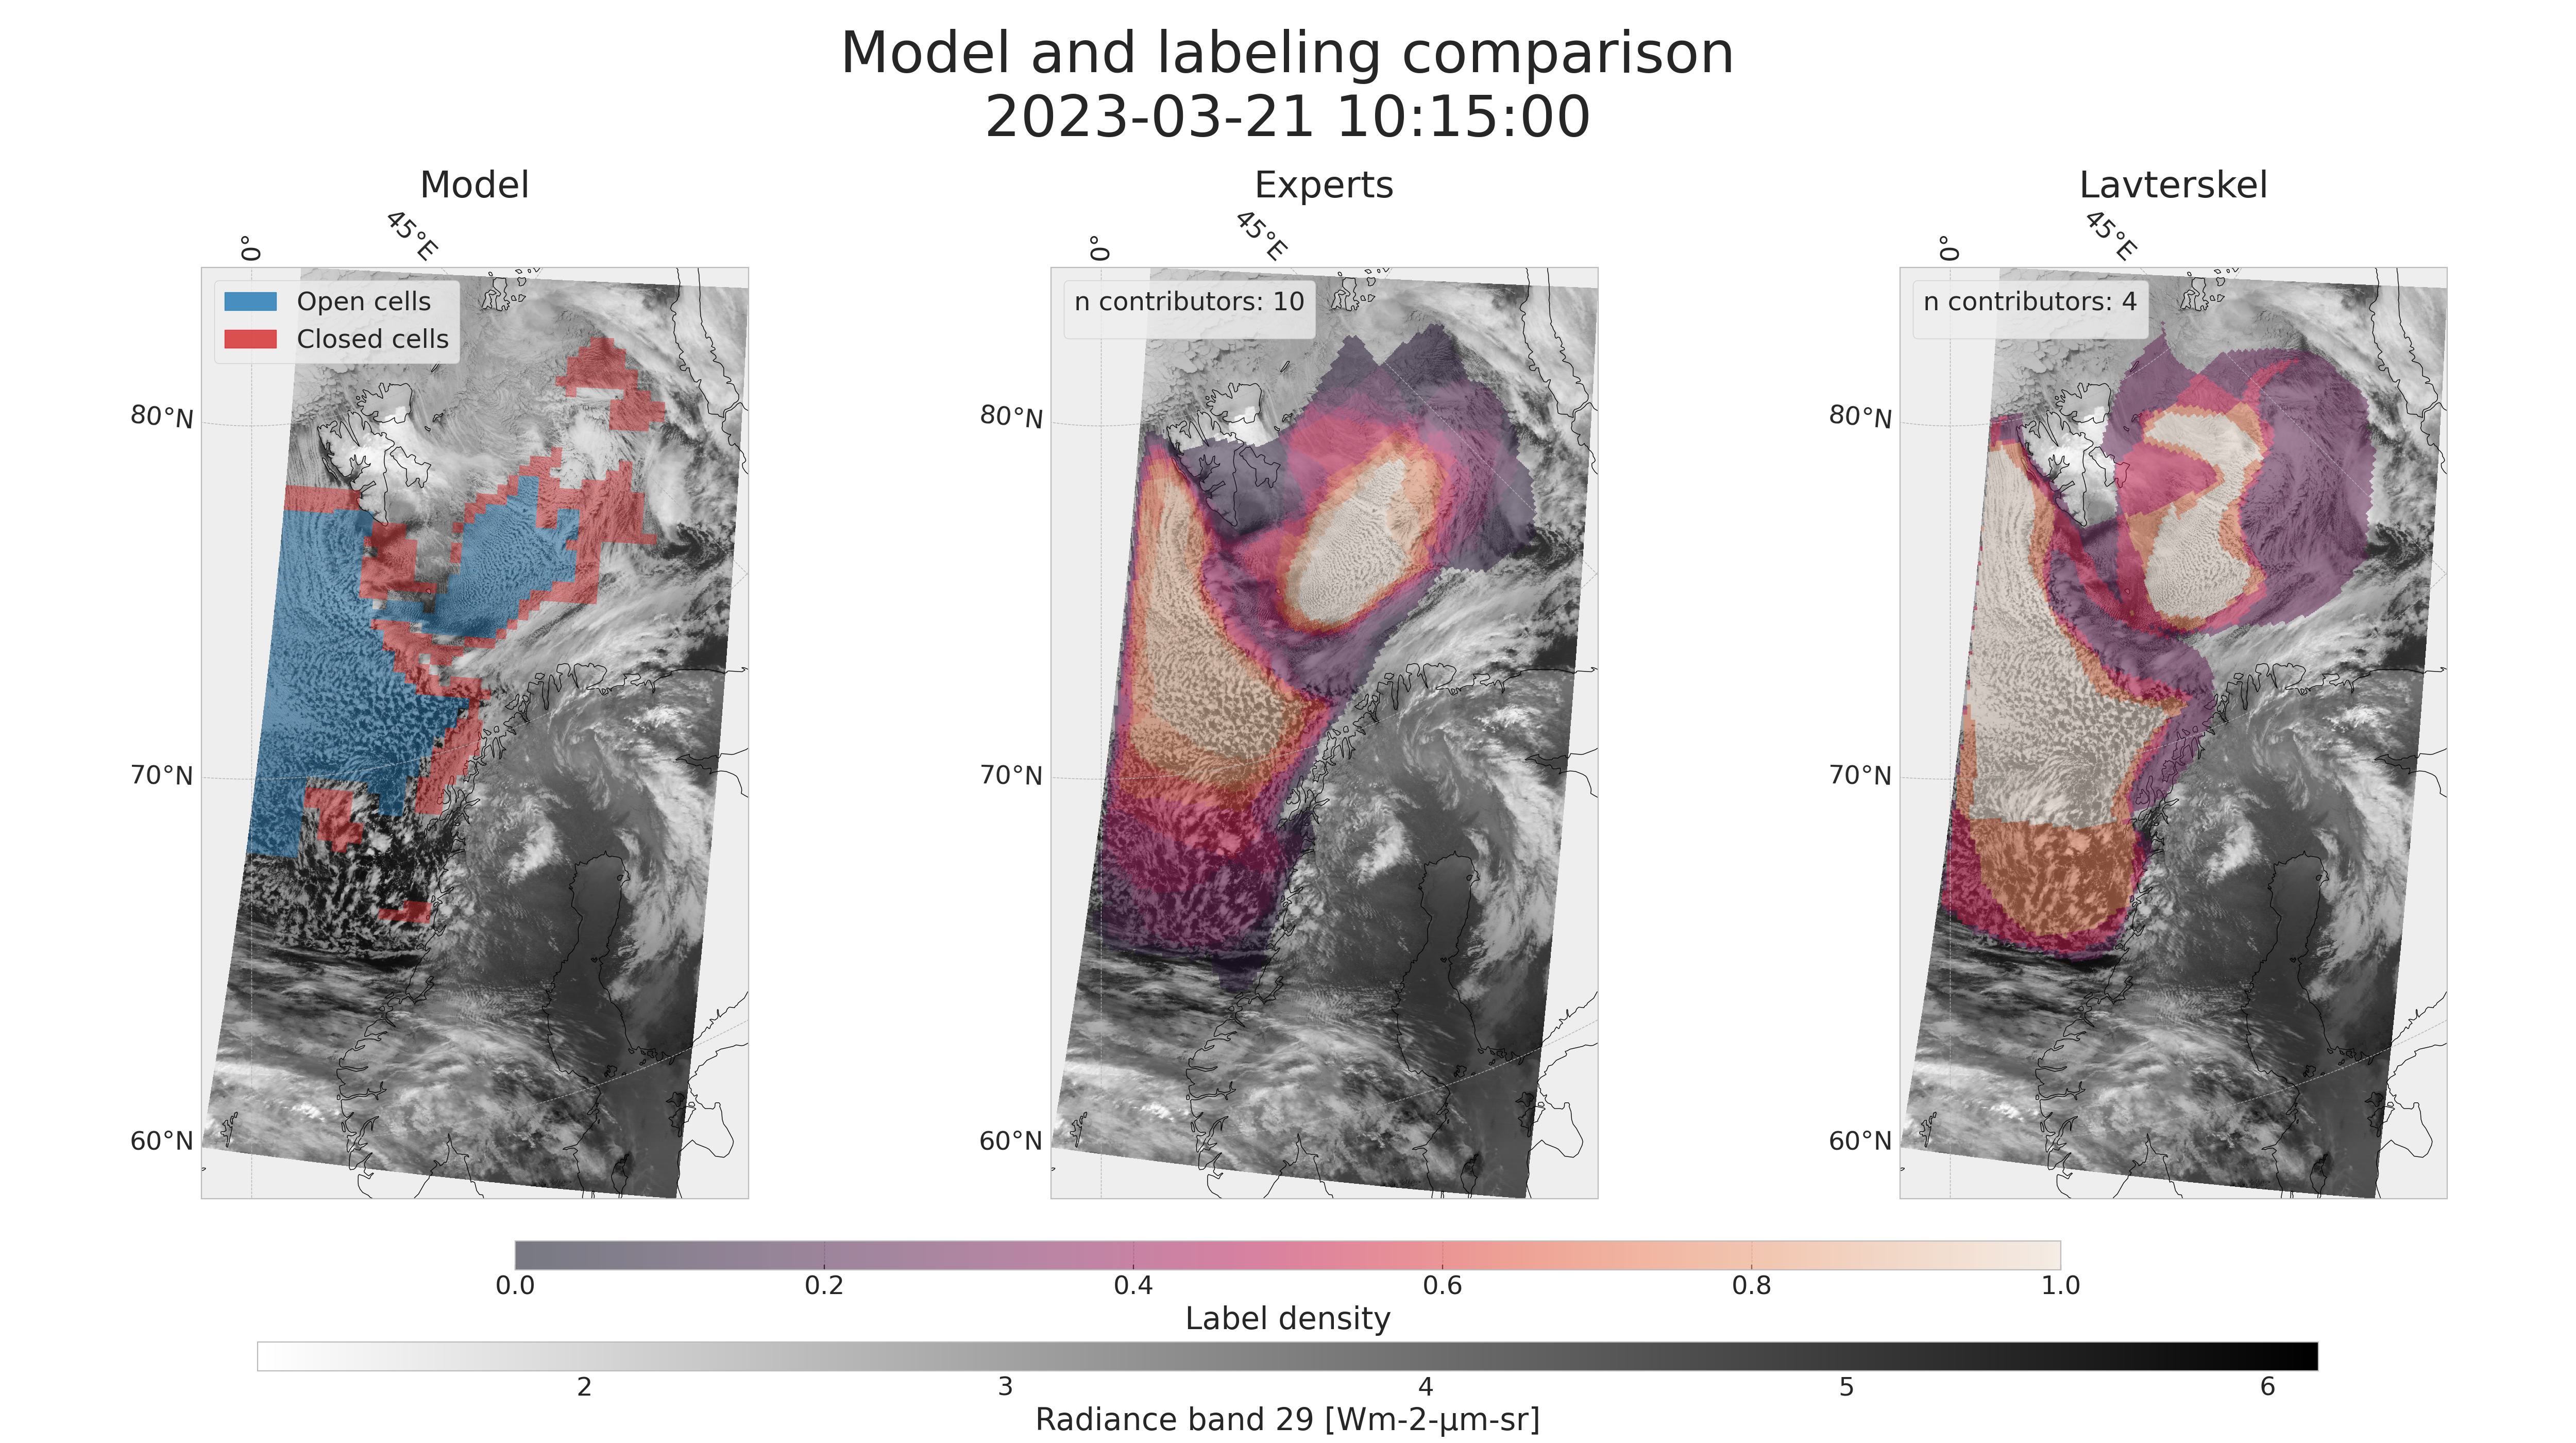 Model and labeling comparison
2023-03-21 10:15:00
Model
0°
45°E
Open cells
Closed cells
80°N
70°N
60°N
Experts
0°
45°E
n contributors: 10
80°N
70°N
60°N
Lavterskel
0°
45°E
n contributors: 4
80°N
70°N
60°N
0.0 0.2 0.4 0.6 0.8 1.0
Label density
2 3 4 5 6
Radiance band 29 [Wm-2-µm-sr]